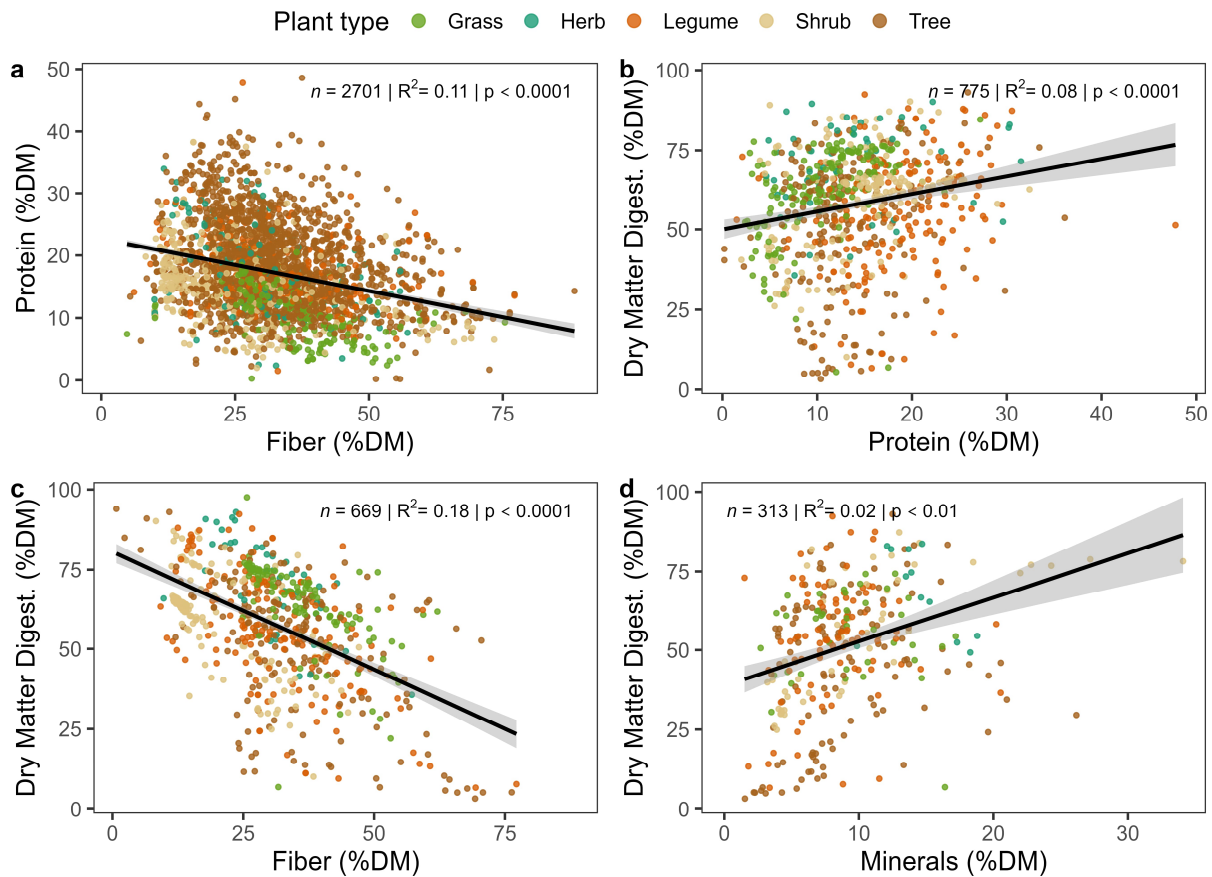 Plant type Grass Herb Legume Shrub Tree
a
n = 2701 | R²= 0.11 | p < 0.0001
50
40
30
20
10
0
Protein (%DM)
0 25 50 75
Fiber (%DM)
b
n = 775 | R²= 0.08 | p < 0.0001
100
75
50
25
0
Dry Matter Digest. (%DM)
0 10 20 30 40 50
Protein (%DM)
c
n = 669 | R²= 0.18 | p < 0.0001
100
75
50
25
0
Dry Matter Digest. (%DM)
0 25 50 75
Fiber (%DM)
d
n = 313 | R²= 0.02 | p < 0.01
100
75
50
25
0
Dry Matter Digest. (%DM)
0 10 20 30
Minerals (%DM)